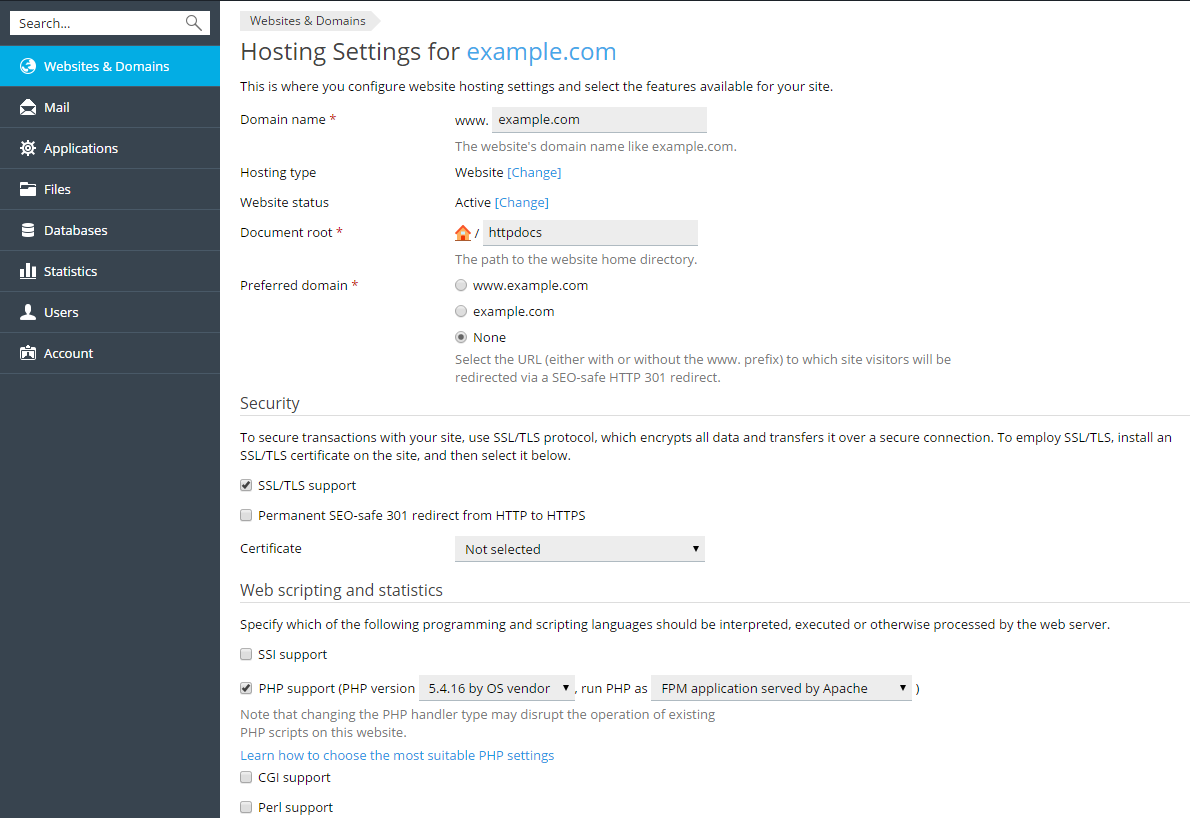 Search...
Websites & Domains
Mail
Applications
Files
Databases
Statistics
Users
Account
Websites & Domains
Hosting Settings for example.com
This is where you configure website hosting settings and select the features available for your site.
Domain name * www. example.com
The website's domain name like example.com.
Hosting type Website [Change]
Website status Active [Change]
Document root * / httpdocs
The path to the website home directory.
Preferred domain * www.example.com
example.com
None
Select the URL (either with or without the www. prefix) to which site visitors will be
redirected via a SEO-safe HTTP 301 redirect.
Security
To secure transactions with your site, use SSL/TLS protocol, which encrypts all data and transfers it over a secure connection. To employ SSL/TLS, install an
SSL/TLS certificate on the site, and then select it below.
SSL/TLS support
Permanent SEO-safe 301 redirect from HTTP to HTTPS
Certificate Not selected
Web scripting and statistics
Specify which of the following programming and scripting languages should be interpreted, executed or otherwise processed by the web server.
SSI support
PHP support (PHP version 5.4.16 by OS vendor , run PHP as FPM application served by Apache )
Note that changing the PHP handler type may disrupt the operation of existing
PHP scripts on this website.
Learn how to choose the most suitable PHP settings
CGI support
Perl support